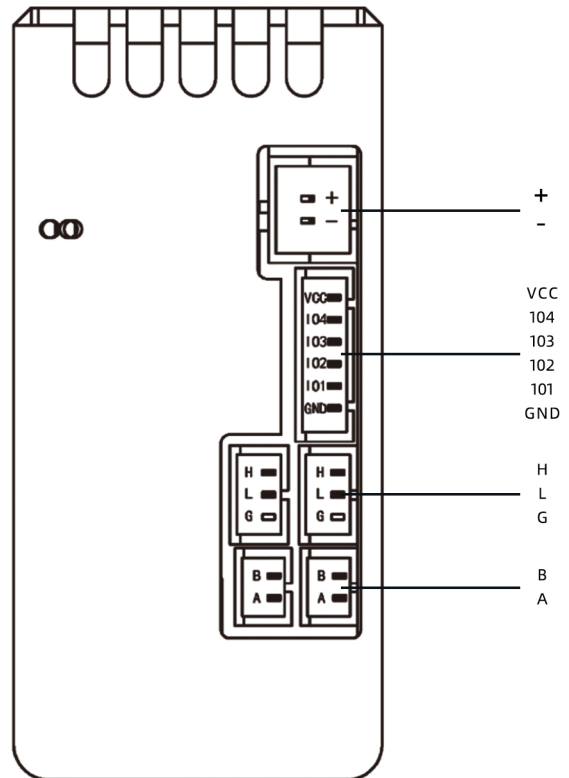 +
-
VCC
IO4
IO3
IO2
IO1
GND
H
L
G
H
L
G
B
A
B
A
+
-
VCC
104
103
102
101
GND
H
L
G
B
A